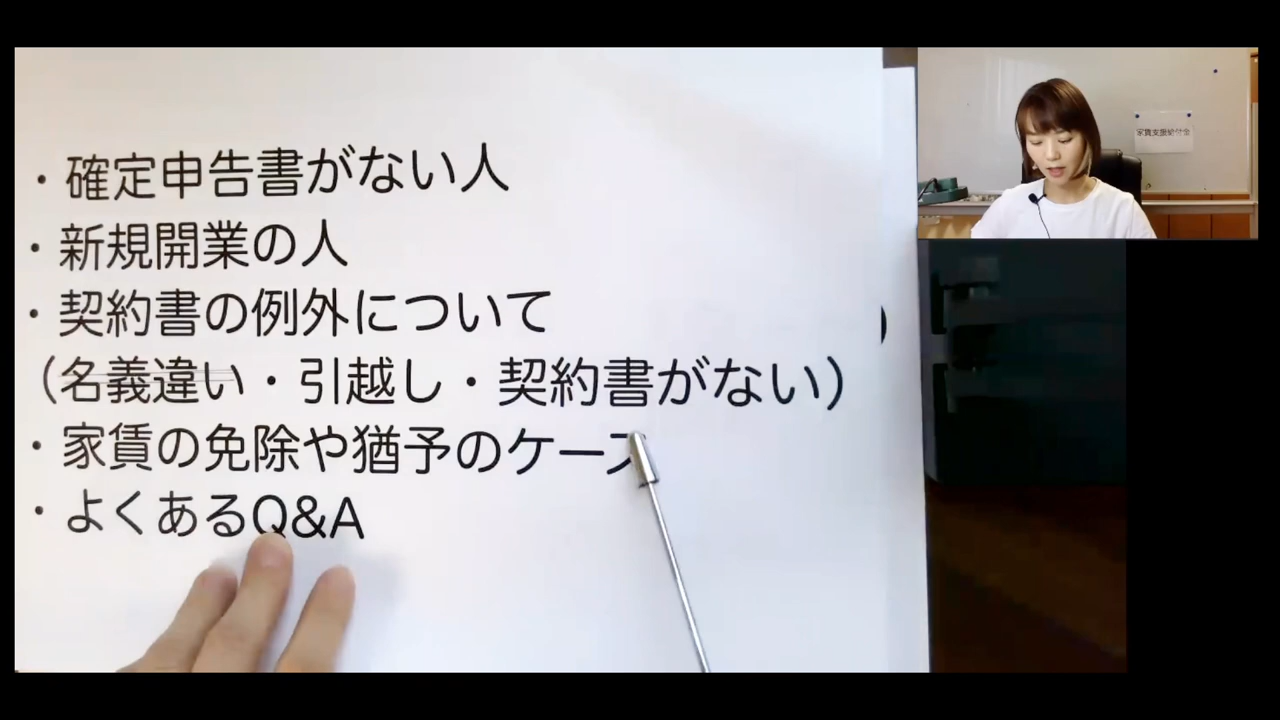 ・確定申告書がない人
・新規開業の人
・契約書の例外について
（名義違い・引越し・契約書がない）
・家賃の免除や猶予のケース
・よくあるQ&A
家賃支援給付金